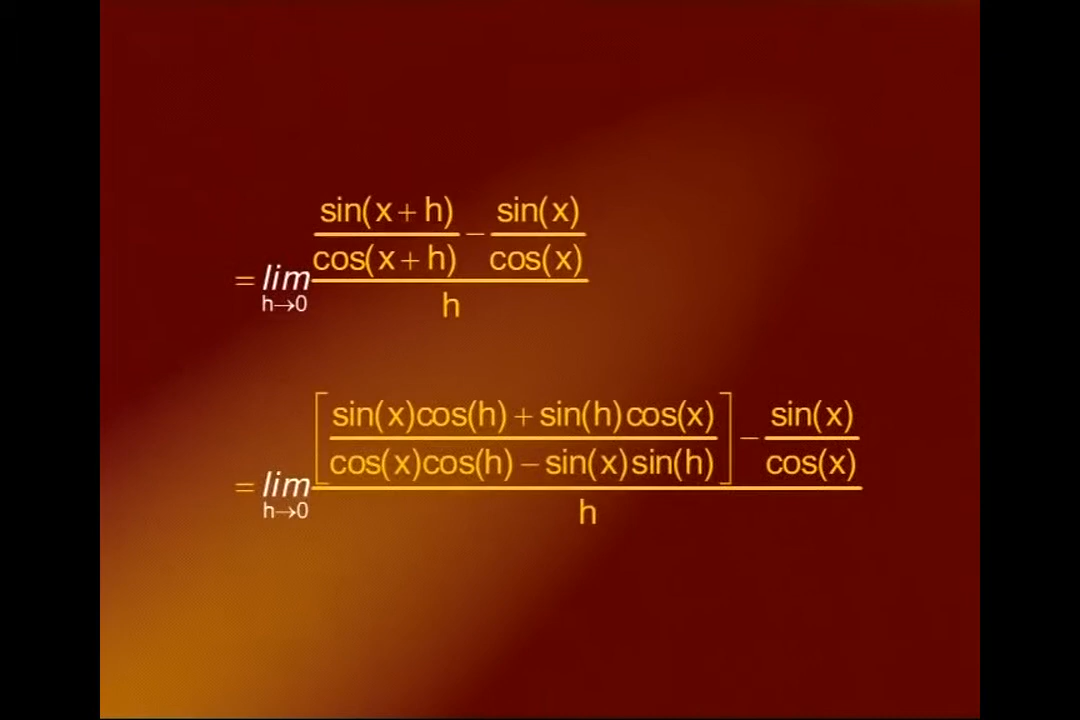 = lim h→0 (sin(x + h)/cos(x + h) − sin(x)/cos(x))/h
= lim h→0 ([sin(x)cos(h) + sin(h)cos(x)/cos(x)cos(h) − sin(x)sin(h)] − sin(x)/cos(x))/h